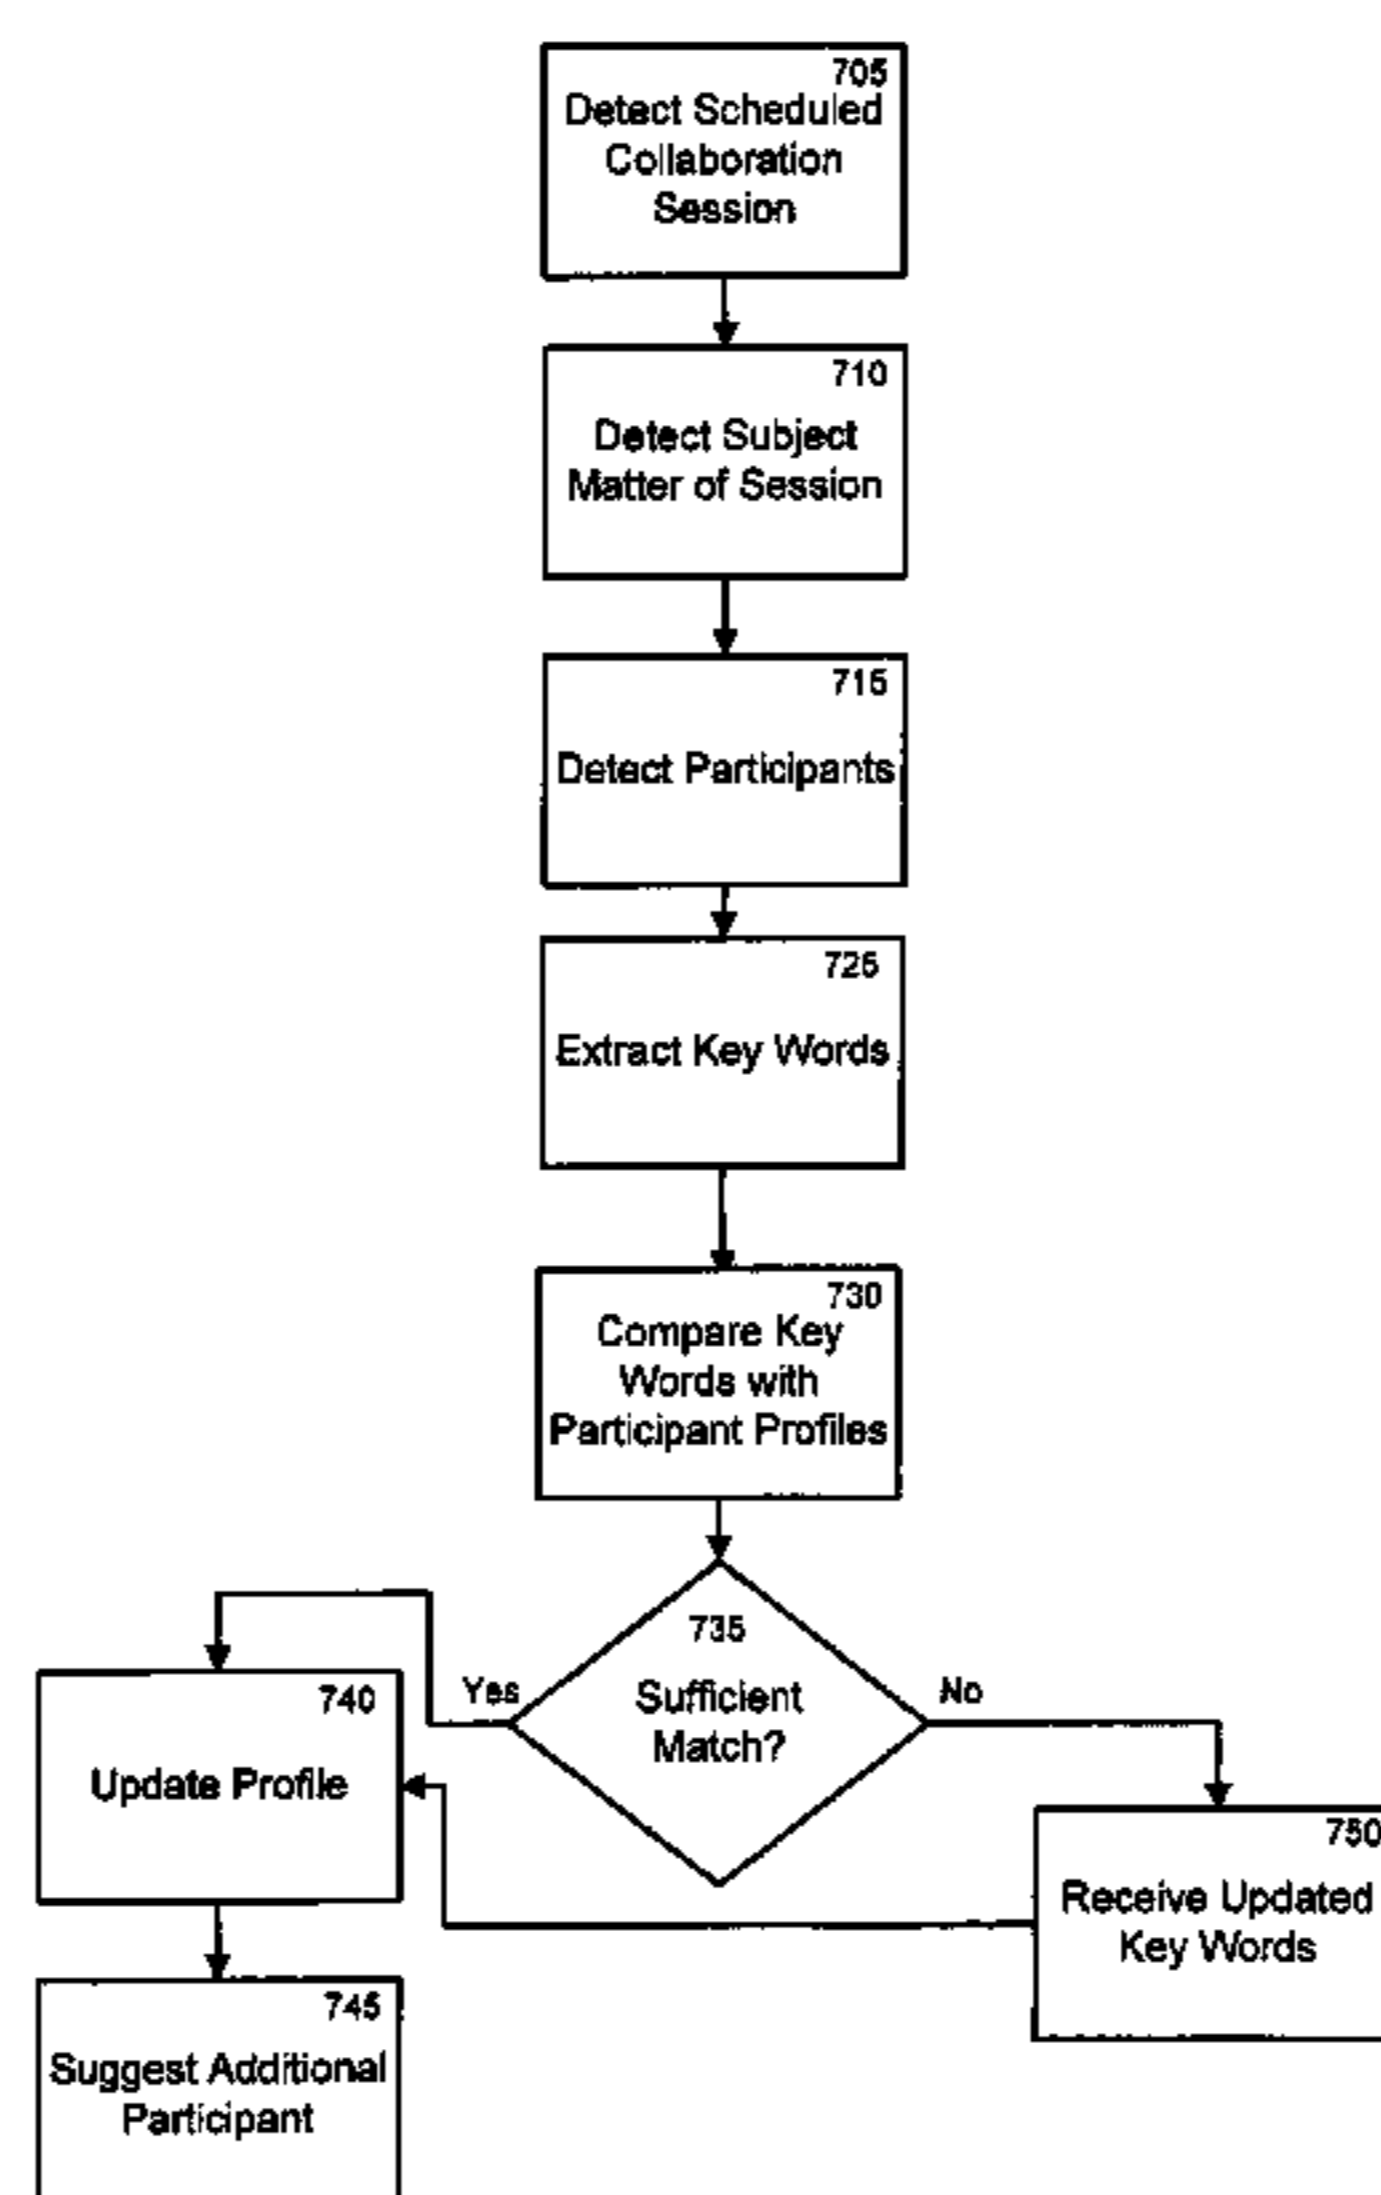 705
Detect Scheduled
Collaboration
Session
710
Detect Subject
Matter of Session
715
Detect Participants
725
Extract Key Words
730
Compare Key
Words with
Participant Profiles
735
Sufficient
Match?
Yes
No
740
Update Profile
750
Receive Updated
Key Words
745
Suggest Additional
Participant